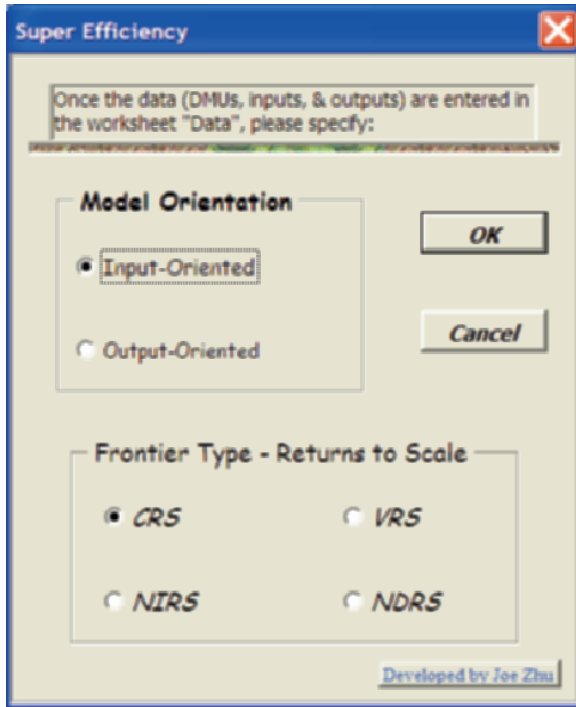 Super Efficiency
Once the data (DMUs, inputs, & outputs) are entered in
the worksheet "Data", please specify:
Model Orientation
Input-Oriented
OK
Output-Oriented
Cancel
Frontier Type - Returns to Scale
CRS
VRS
NIRS
NDRS
Developed by Joe Zhu